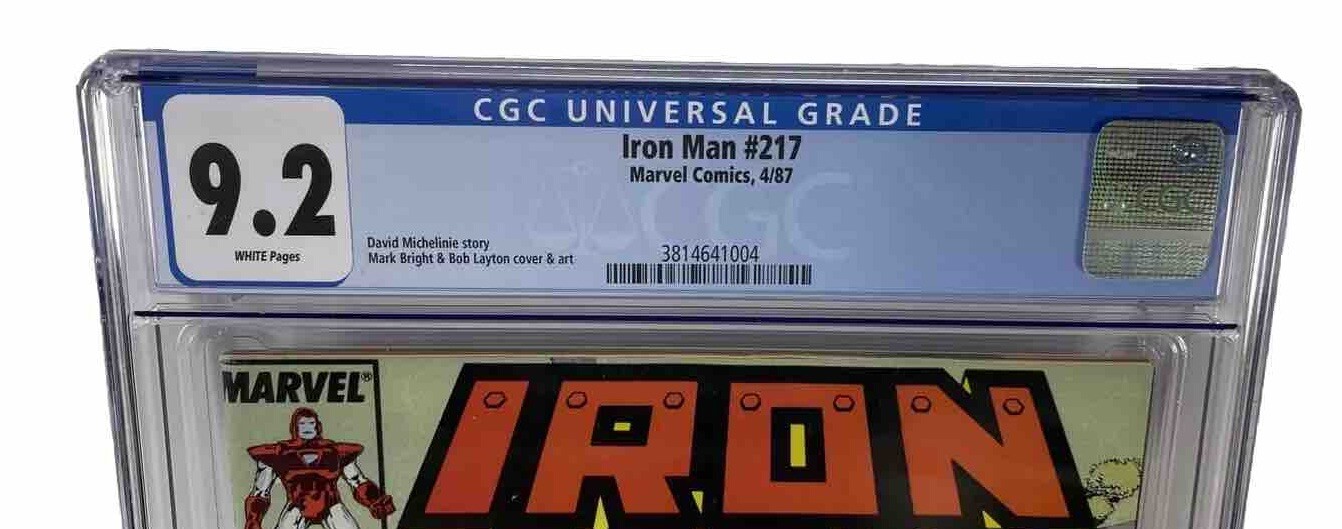 CGC UNIVERSAL GRADE
9.2
WHITE Pages
Iron Man #217
Marvel Comics, 4/87
David Michelinie story
Mark Bright & Bob Layton cover & art
3814641004
CGC
CGC
MARVEL®
IRON